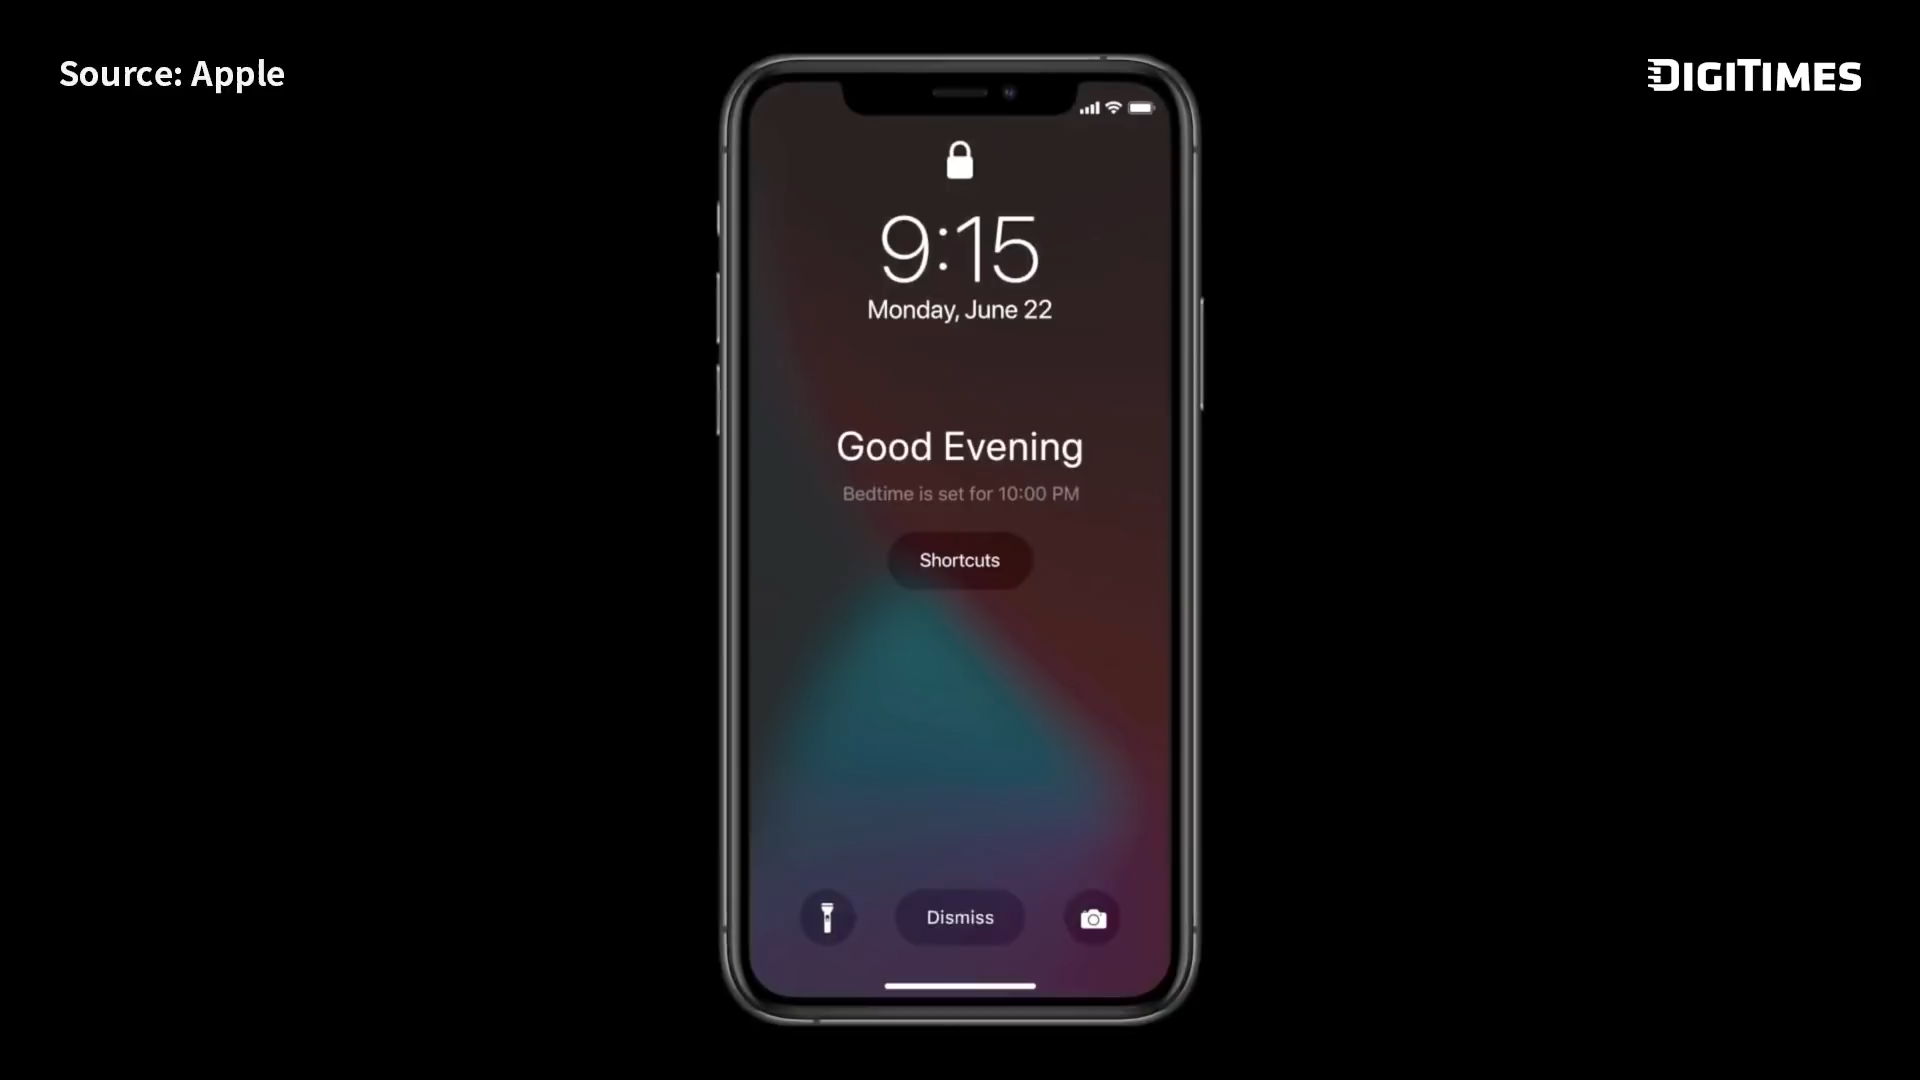 Source: Apple
DIGITIMES
9:15
Monday, June 22
Good Evening
Bedtime is set for 10:00 PM
Shortcuts
Dismiss